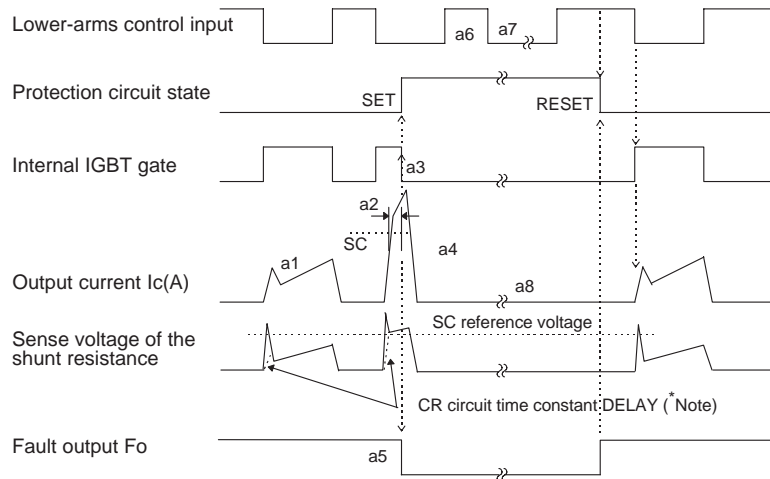 Lower-arms control input
a6
a7
Protection circuit state
SET
RESET
Internal IGBT gate
a3
a2
SC
a4
a1
Output current Ic(A)
a8
SC reference voltage
Sense voltage of the
shunt resistance
CR circuit time constant DELAY (*Note)
Fault output Fo
a5